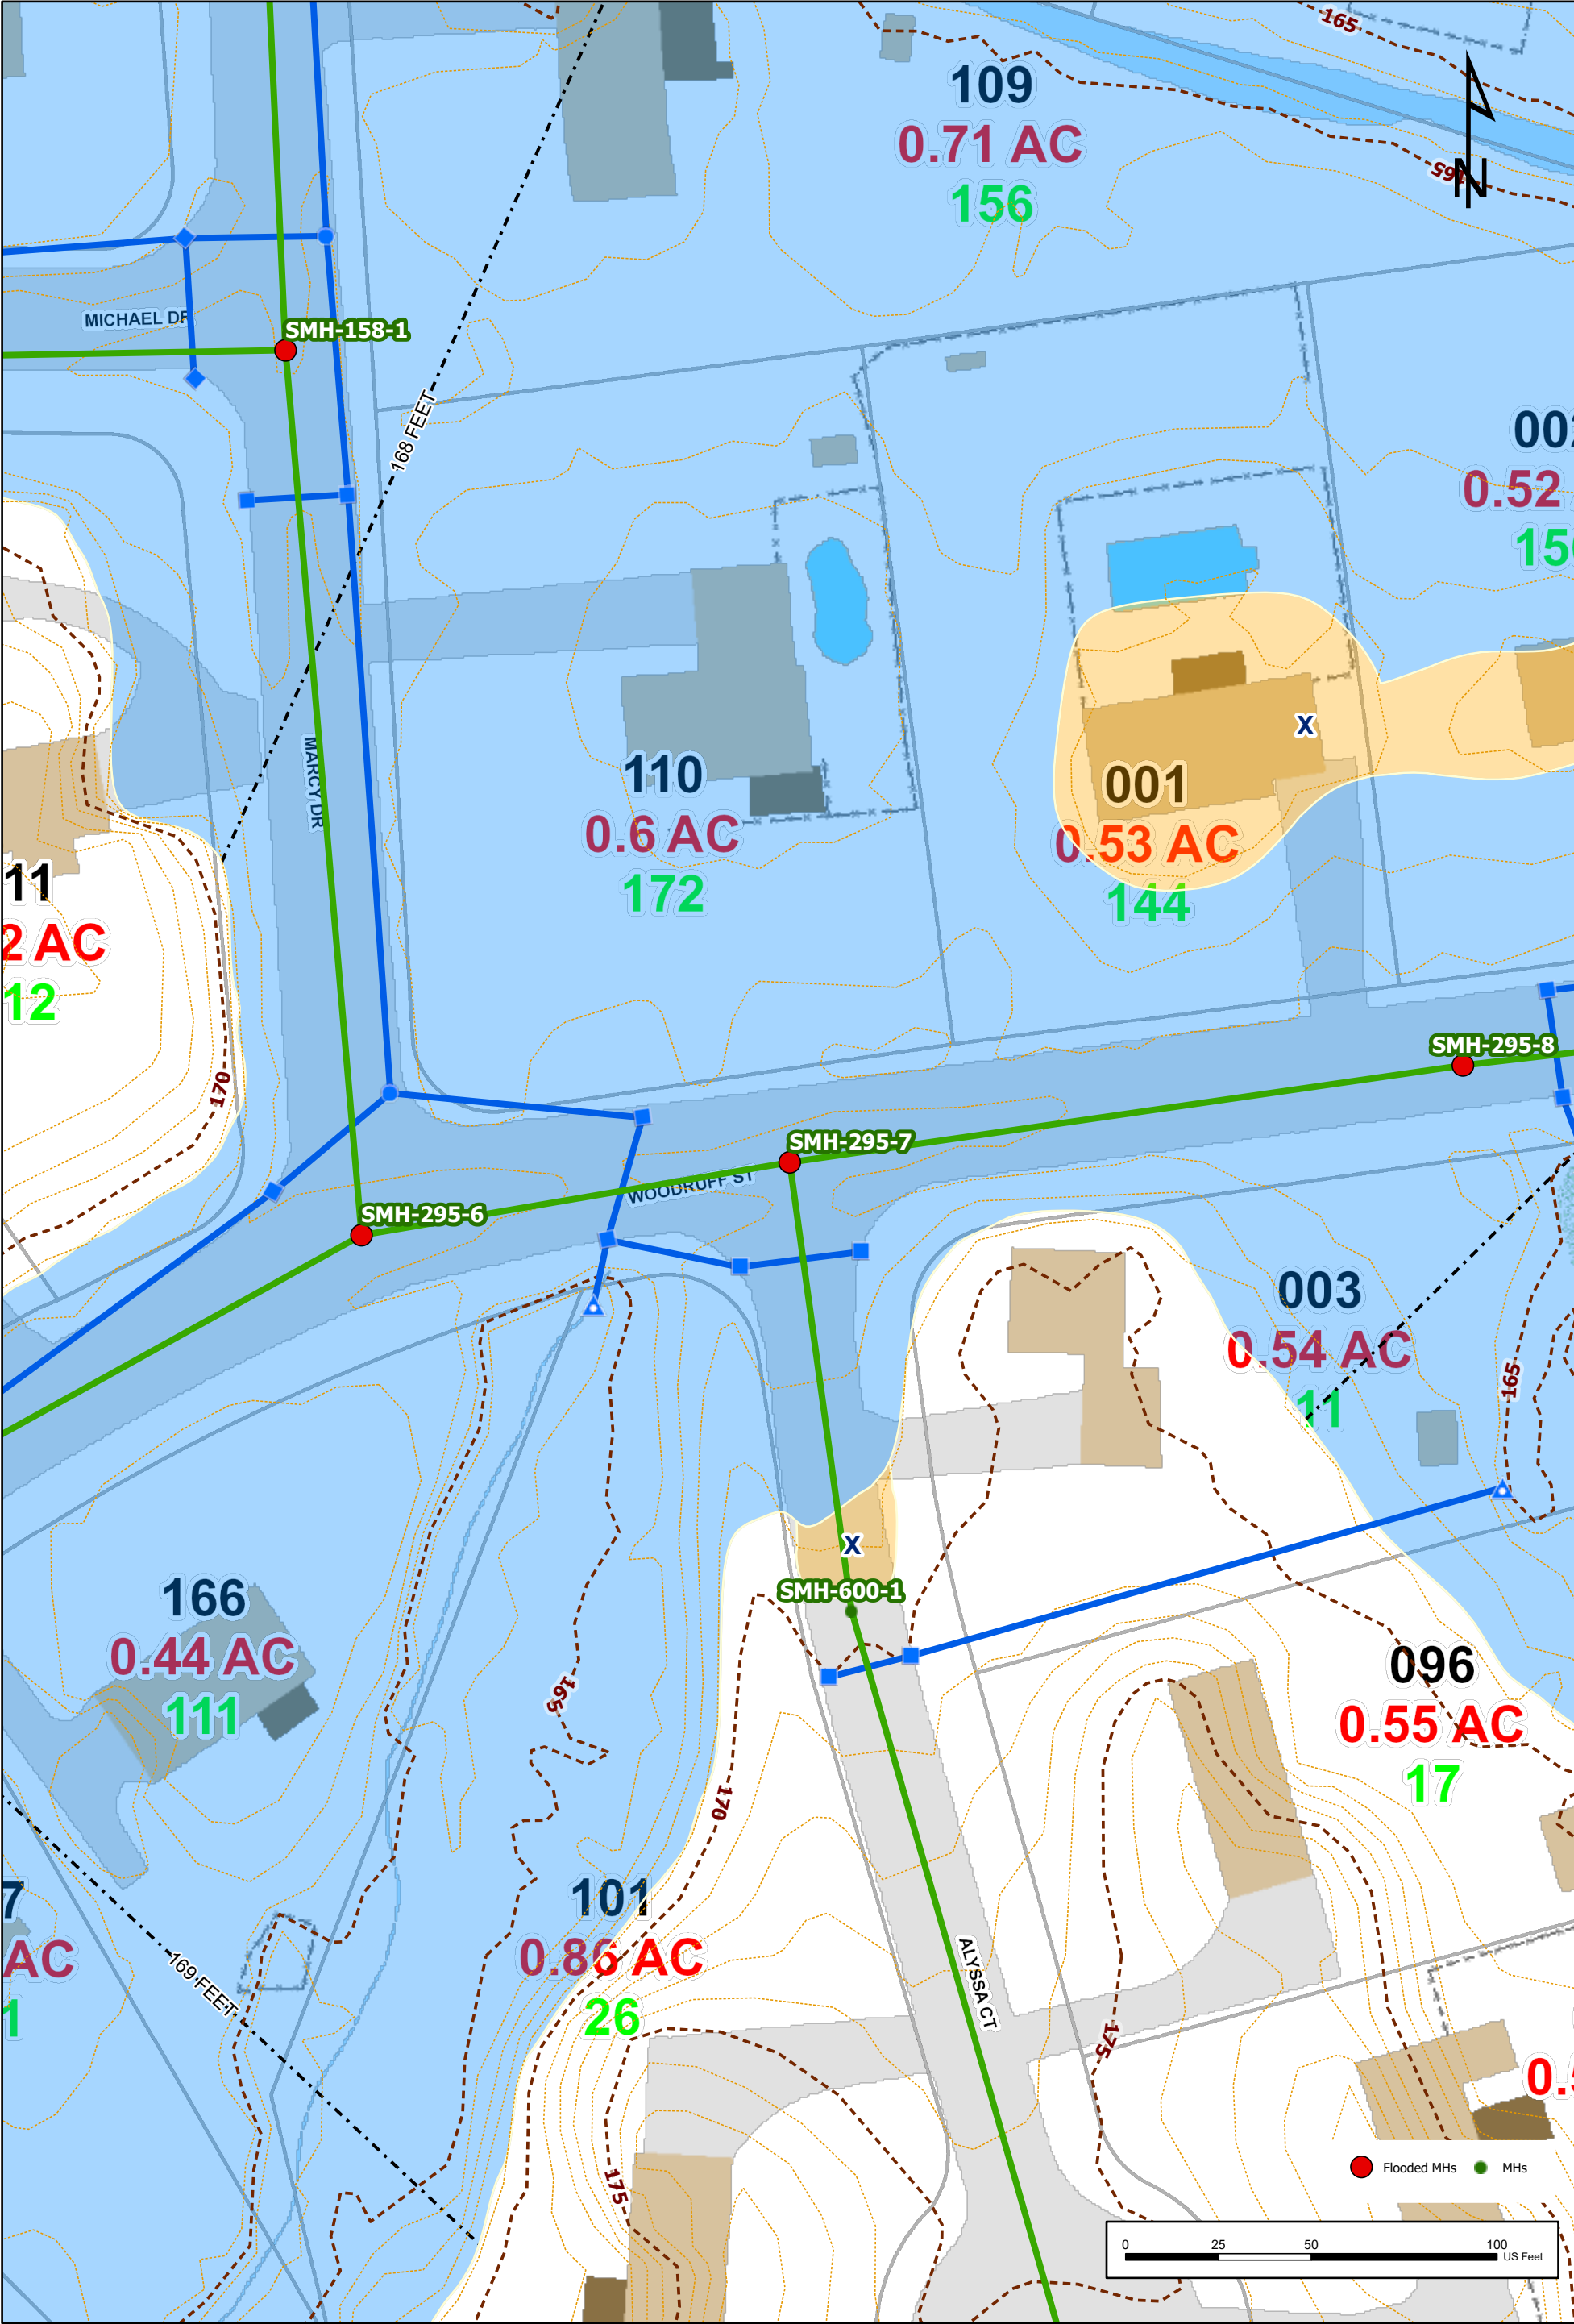 165
109
0.71 AC
156
165
N
MICHAEL DR
SMH-158-1
168 FEET
002
0.52
150
MARCY DR
X
110
0.6 AC
172
001
0.53 AC
144
11
2 AC
12
170
SMH-295-8
SMH-295-7
WOODRUFF ST
SMH-295-6
003
0.54 AC
11
165
X
SMH-600-1
166
0.44 AC
111
165
096
0.55 AC
17
170
7
AC
1
101
0.86 AC
26
169 FEET
ALYSSA CT
175
0.5
175
Flooded MHs
MHs
0 25 50 100
US Feet